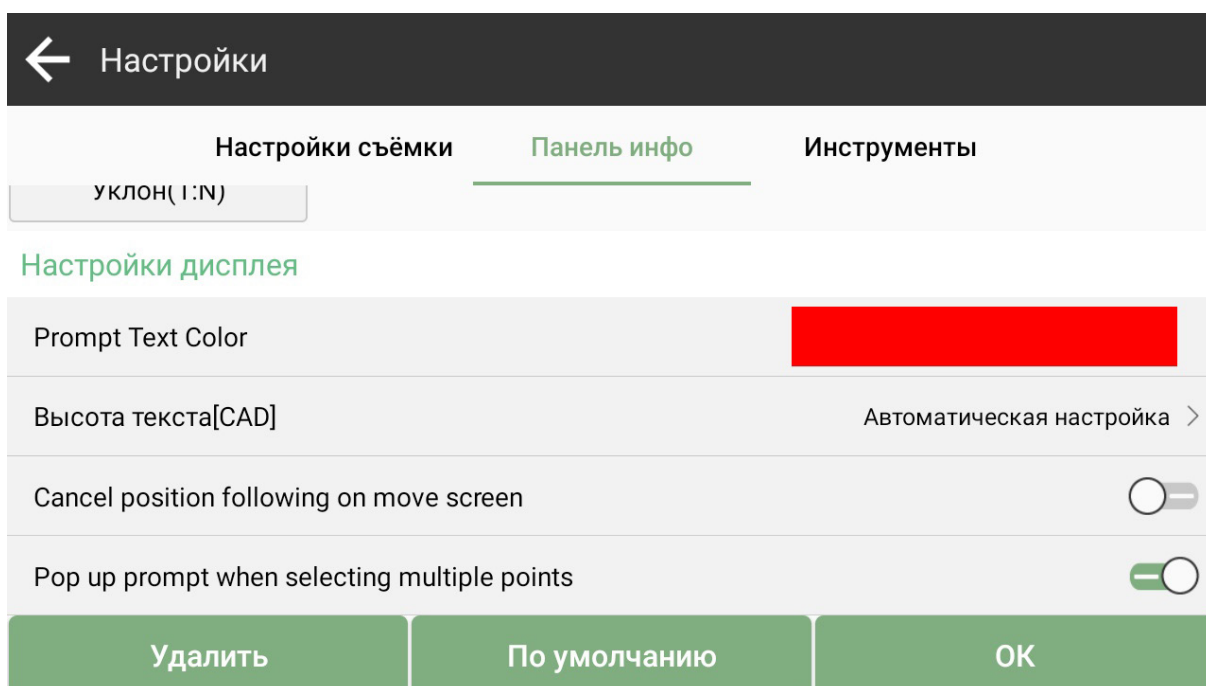 Настройки
Настройки съёмки Панель инфо Инструменты
Уклон(1:N)
Настройки дисплея
Prompt Text Color
Высота текста[CAD] Автоматическая настройка
Cancel position following on move screen
Pop up prompt when selecting multiple points
Удалить По умолчанию ОК